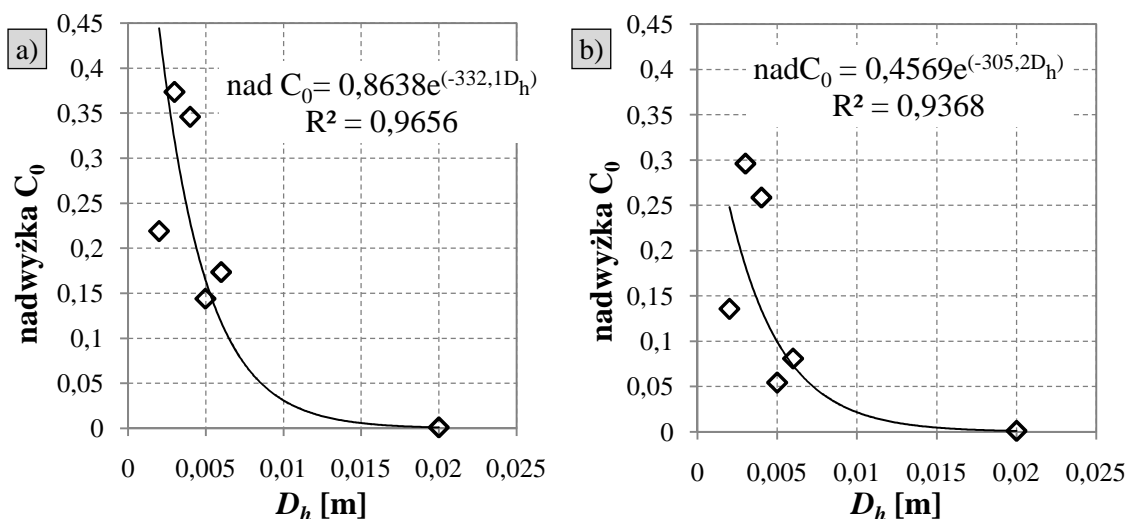 a)
nadwyżka C₀
0,45
0,4
0,35
0,3
0,25
0,2
0,15
0,1
0,05
0
nad C₀= 0,8638e^(-332,1Dₕ)
R² = 0,9656
0 0,005 0,01 0,015 0,02 0,025
Dₕ [m]
b)
nadwyżka C₀
0,45
0,4
0,35
0,3
0,25
0,2
0,15
0,1
0,05
0
nadC₀ = 0,4569e^(-305,2Dₕ)
R² = 0,9368
0 0,005 0,01 0,015 0,02 0,025
Dₕ [m]